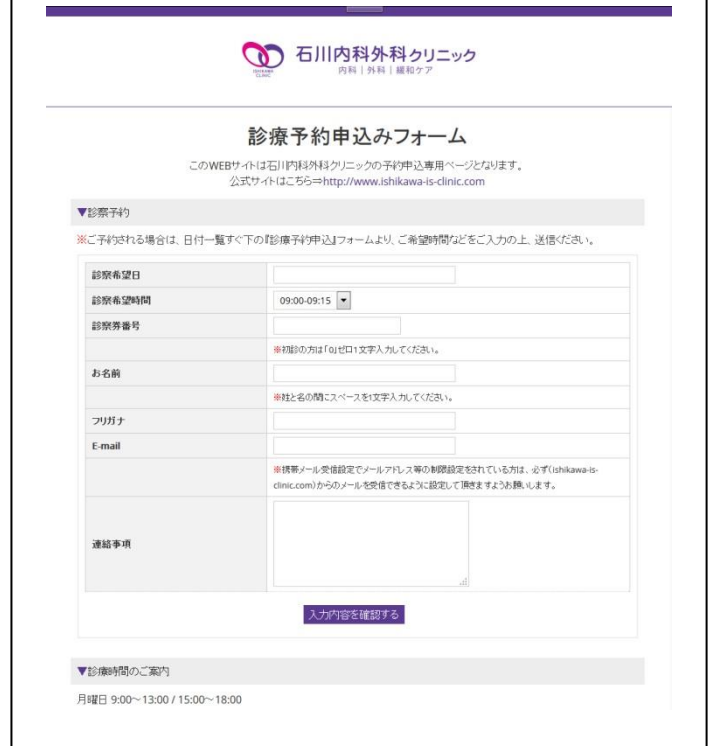 ISHIKAWA
CLINIC
石川内科外科クリニック
内科|外科|緩和ケア
診療予約申込みフォーム
このWEBサイトは石川内科外科クリニックの予約申込専用ページとなります。
公式サイトはこちら⇒http://www.ishikawa-is-clinic.com
▼診察予約
※ご予約される場合は、日付一覧すぐ下の『診療予約申込』フォームより、ご希望時間などをご入力の上、送信ください。
診察希望日
診察希望時間 09:00-09:15
診察券番号
※初診の方は「0」ゼロ1文字入力してください。
お名前
※姓と名の間にスペースを1文字入力してください。
フリガナ
E-mail
※携帯メール受信設定でメールアドレス等の制限設定をされている方は、必ず(ishikawa-is-
clinic.com)からのメールを受信できるように設定して頂きますようお願いします。
連絡事項
入力内容を確認する
▼診療時間のご案内
月曜日 9:00～13:00 / 15:00～18:00